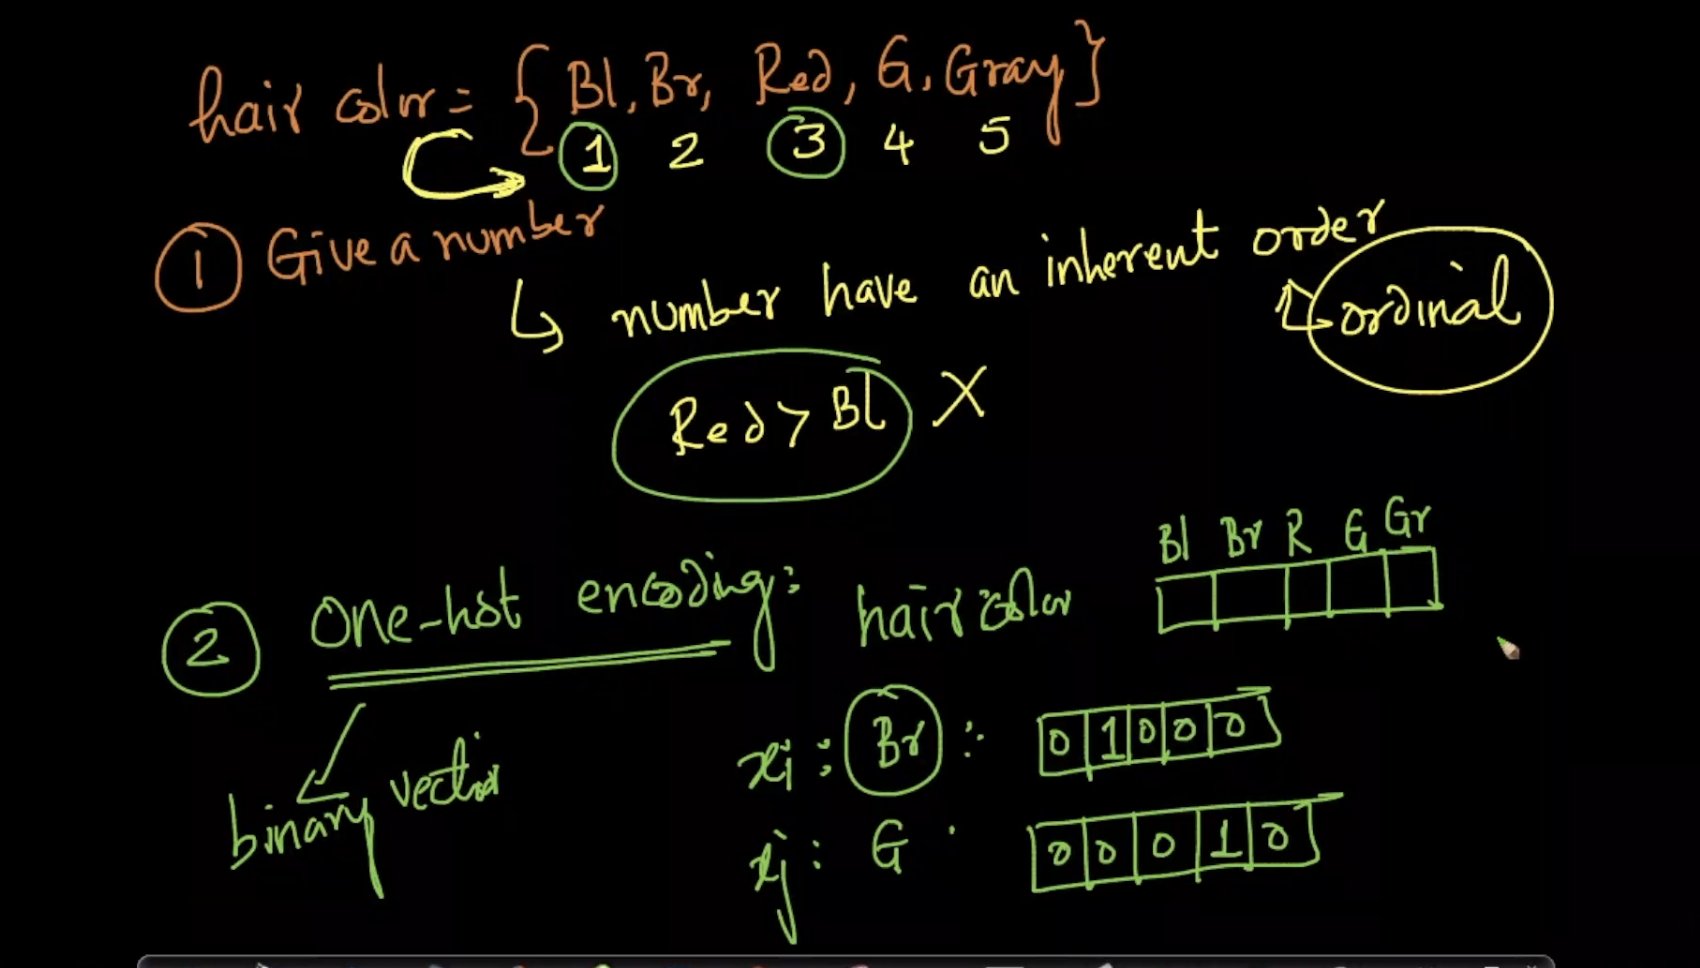 hair color = { Bl, Br, Red, G, Gray }
1 2 3 4 5
1 Give a number
↳ number have an inherent order
ordinal
Red > Bl X
Bl Br R G Gr
2 One-hot encoding: hair color
binary vector
xi : Br : 0 1 0 0 0
xj : G 0 0 0 1 0